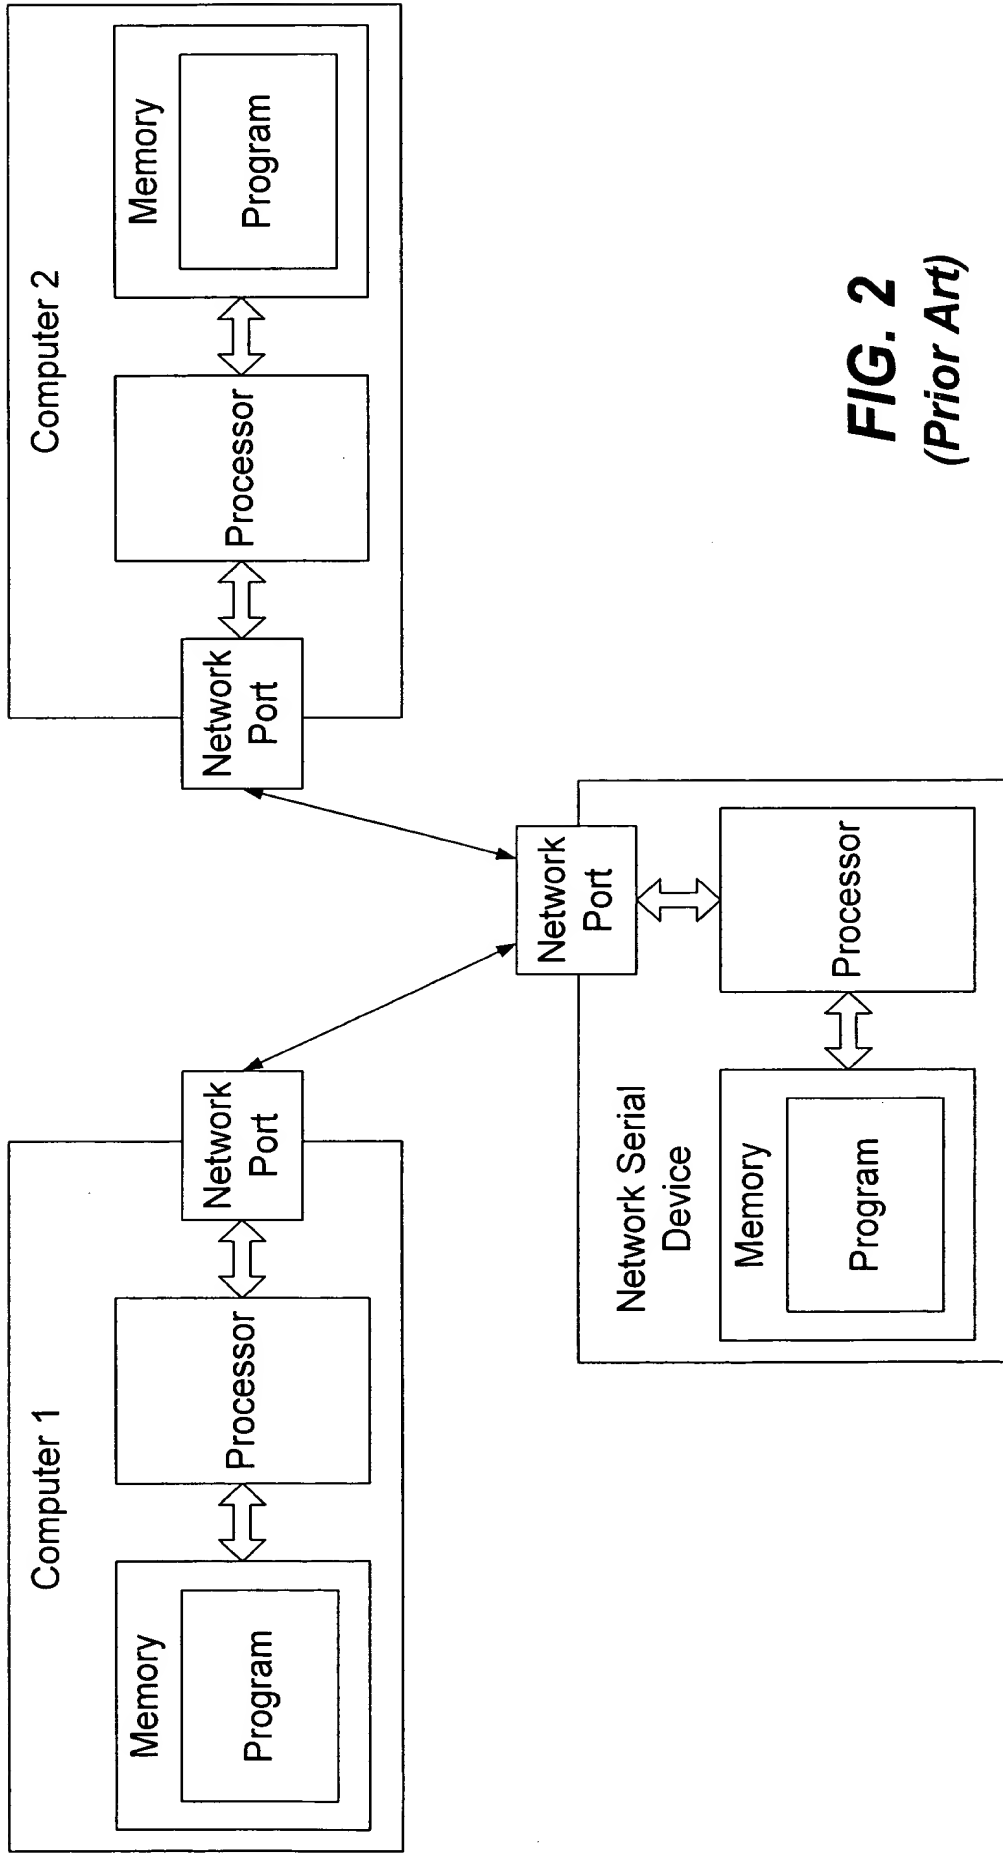 Computer 1
Memory
Program
Processor
Network
Port
Computer 2
Network
Port
Processor
Memory
Program
Network Serial
Device
Network
Port
Memory
Program
Processor
FIG. 2
(Prior Art)